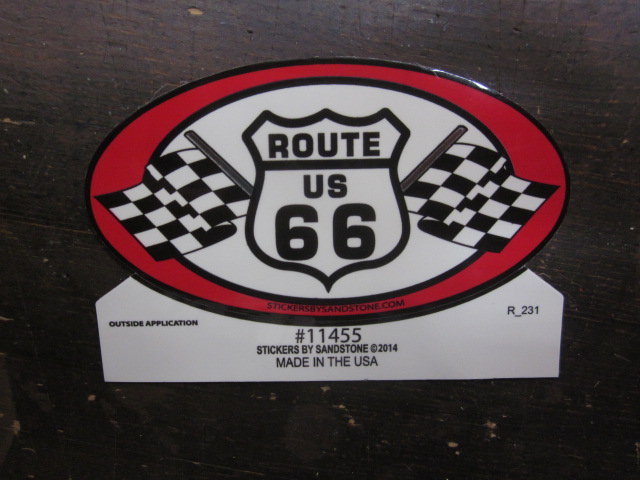 ROUTE
US
66
STICKERSBYSANDSTONE.COM
OUTSIDE APPLICATION
R_231
#11455
STICKERS BY SANDSTONE ©2014
MADE IN THE USA